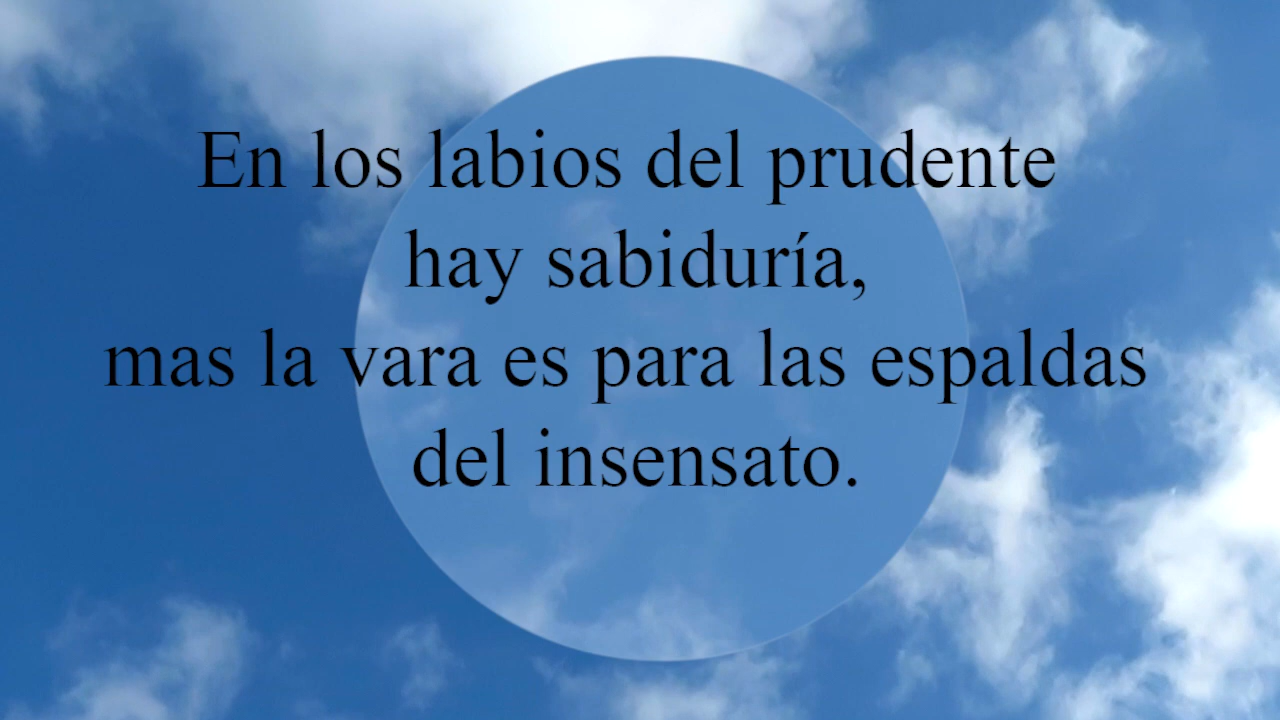 En los labios del prudente
hay sabiduría,
mas la vara es para las espaldas
del insensato.